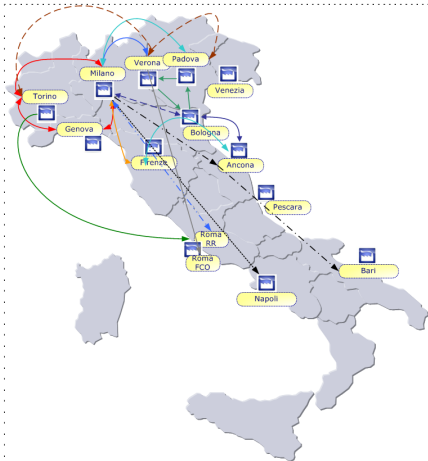 Verona
Padova
Milano
Venezia
Torino
Genova
Bologna
Firenze
Ancona
Pescara
Roma
RR
Roma
FCO
Bari
Napoli